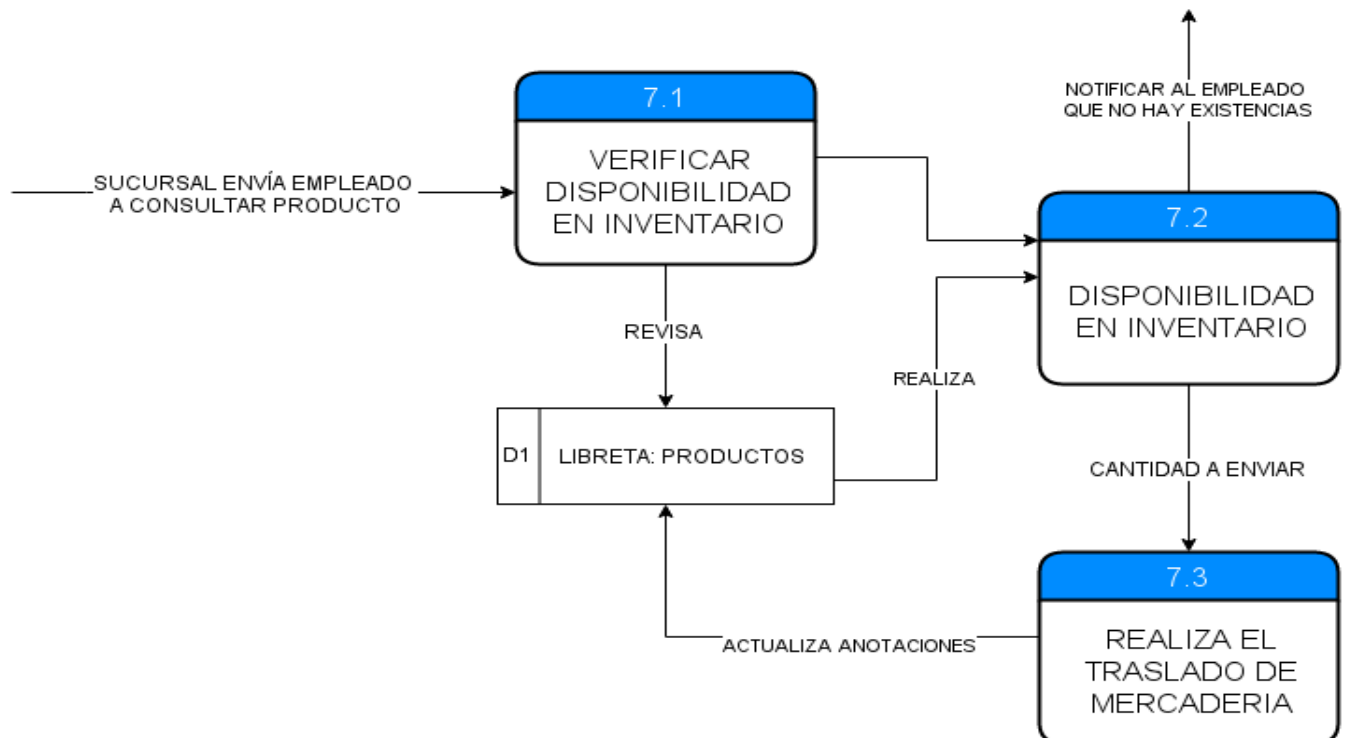 7.1
VERIFICAR
DISPONIBILIDAD
EN INVENTARIO
SUCURSAL ENVÍA EMPLEADO
A CONSULTAR PRODUCTO
NOTIFICAR AL EMPLEADO
QUE NO HAY EXISTENCIAS
7.2
DISPONIBILIDAD
EN INVENTARIO
REVISA
REALIZA
D1
LIBRETA: PRODUCTOS
CANTIDAD A ENVIAR
7.3
REALIZA EL
TRASLADO DE
MERCADERIA
ACTUALIZA ANOTACIONES